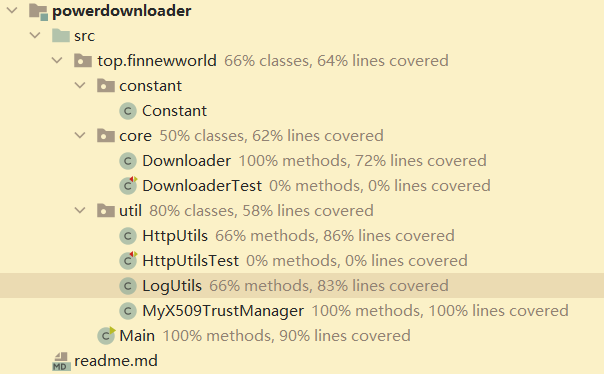 powerdownloader
src
top.finnewworld 66% classes, 64% lines covered
constant
C Constant
core 50% classes, 62% lines covered
C Downloader 100% methods, 72% lines covered
C DownloaderTest 0% methods, 0% lines covered
util 80% classes, 58% lines covered
C HttpUtils 66% methods, 86% lines covered
C HttpUtilsTest 0% methods, 0% lines covered
C LogUtils 66% methods, 83% lines covered
C MyX509TrustManager 100% methods, 100% lines covered
C Main 100% methods, 90% lines covered
MD readme.md